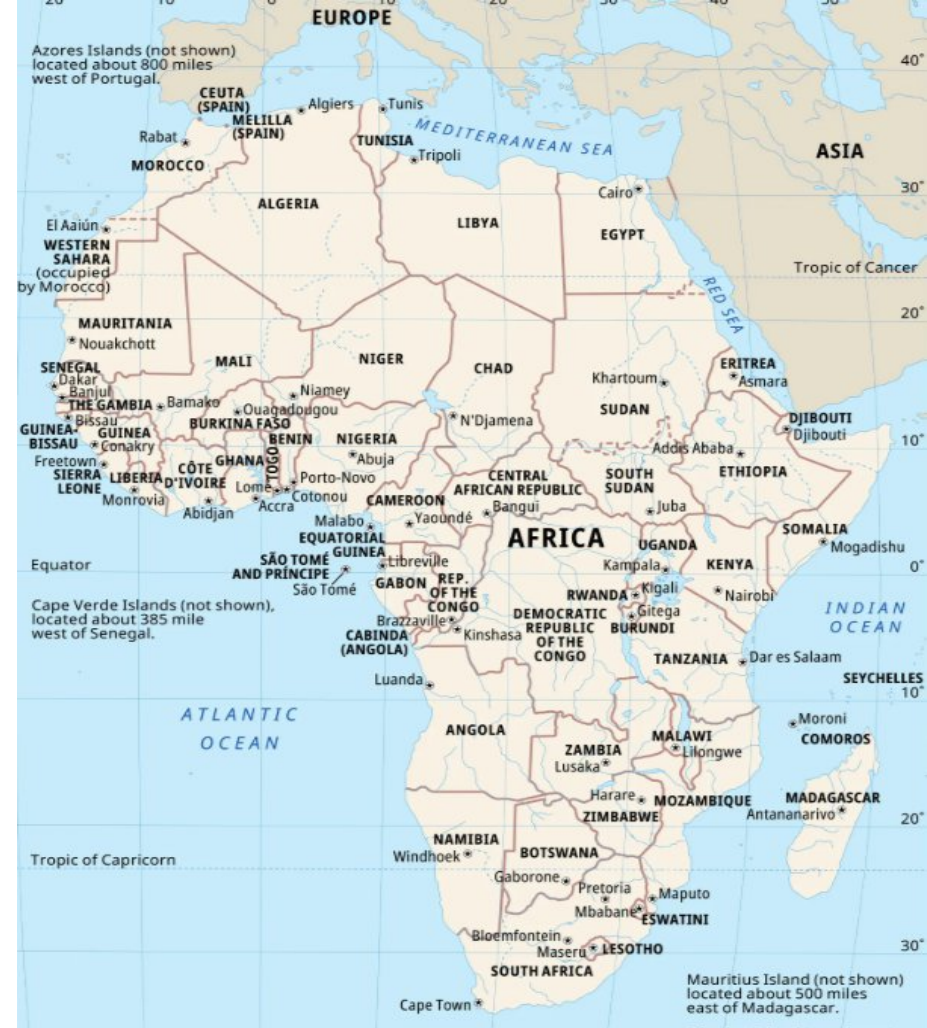 20
10
0
10
20
30
40
50
EUROPE
Azores Islands (not shown)
located about 800 miles
west of Portugal.
40°
CEUTA
(SPAIN)
Algiers
Tunis
MELILLA
(SPAIN)
Rabat
TUNISIA
MEDITERRANEAN SEA
Tripoli
ASIA
MOROCCO
30°
Cairo
ALGERIA
LIBYA
EGYPT
El Aaiún
WESTERN
SAHARA
(occupied
by Morocco)
Tropic of Cancer
RED SEA
20°
MAURITANIA
Nouakchott
MALI
NIGER
CHAD
ERITREA
Asmara
SENEGAL
Dakar
Banjul
THE GAMBIA
Bamako
Niamey
Khartoum
SUDAN
Ouagadougou
BURKINA FASO
N'Djamena
DJIBOUTI
Djibouti
Bissau
GUINEA-
BISSAU
GUINEA
Conakry
BENIN
NIGERIA
Abuja
10°
Addis Ababa
ETHIOPIA
Freetown
SIERRA
LEONE
LIBERIA
Monrovia
CÔTE
D'IVOIRE
GHANA
TOGO
Lome
Porto-Novo
Cotonou
Accra
Abidjan
CENTRAL
AFRICAN REPUBLIC
SOUTH
SUDAN
CAMEROON
Bangui
Juba
Malabo
Yaoundé
EQUATORIAL
GUINEA
AFRICA
SOMALIA
Mogadishu
UGANDA
Kampala
KENYA
Equator
SÃO TOMÉ
AND PRÍNCIPE
São Tomé
Libreville
GABON
REP.
OF THE
CONGO
0°
RWANDA
Kigali
Nairobi
Cape Verde Islands (not shown),
located about 385 mile
west of Senegal.
Brazzaville
Kinshasa
DEMOCRATIC
REPUBLIC
OF THE
CONGO
Gitega
BURUNDI
INDIAN
OCEAN
CABINDA
(ANGOLA)
TANZANIA
Dar es Salaam
Luanda
SEYCHELLES
10°
ATLANTIC
OCEAN
ANGOLA
Moroni
COMOROS
ZAMBIA
Lusaka
MALAWI
Lilongwe
Harare
MOZAMBIQUE
ZIMBABWE
MADAGASCAR
Antananarivo
20°
NAMIBIA
Windhoek
BOTSWANA
Tropic of Capricorn
Gaborone
Pretoria
Maputo
Mbabane
ESWATINI
Bloemfontein
Maseru
LESOTHO
30°
SOUTH AFRICA
Mauritius Island (not shown)
located about 500 miles
east of Madagascar.
Cape Town